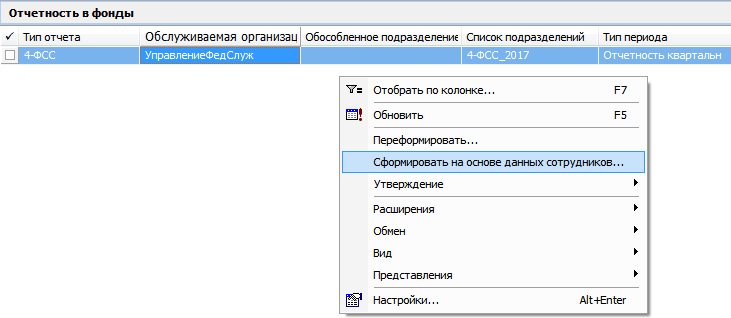 Отчетность в фонды
Тип отчета Обслуживаемая организац Обособленное подразделение Список подразделений Тип периода
4-ФСС УправлениеФедСлуж 4-ФСС_2017 Отчетность квартальн
Отобрать по колонке... F7
Обновить F5
Переформировать...
Сформировать на основе данных сотрудников...
Утверждение
Расширения
Обмен
Вид
Представления
Настройки... Alt+Enter